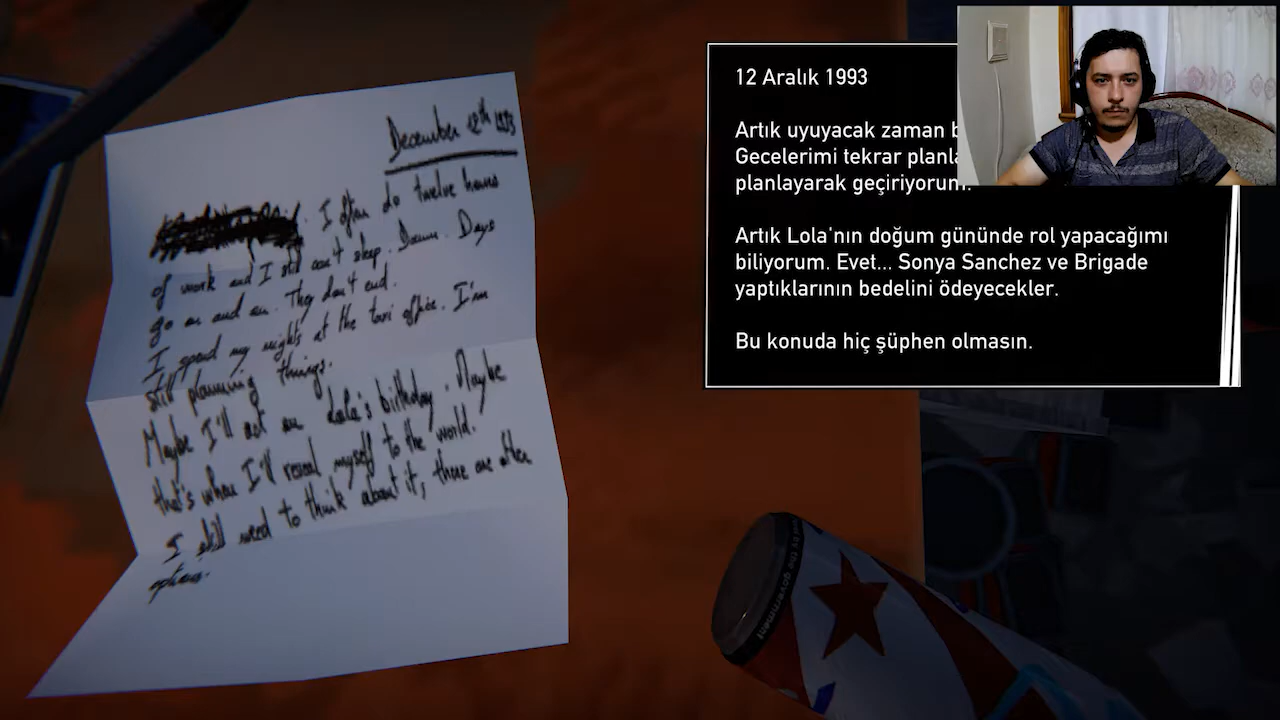 December 12th 1993
. I often do twelve hours
of work and I still can't sleep. Damn. Days
go on and on. They don't end.
I spend my nights at the taxi office. I'm
still planning things.
Maybe I'll act on Lola's birthday. Maybe
that's when I'll reveal myself to the world.
I still need to think about it, there are other
options.
12 Aralık 1993
Artık uyuyacak zaman b
Gecelerimi tekrar planla
planlayarak geçiriyorum.
Artık Lola'nın doğum gününde rol yapacağımı
biliyorum. Evet... Sonya Sanchez ve Brigade
yaptıklarının bedelini ödeyecekler.
Bu konuda hiç şüphen olmasın.
by the government